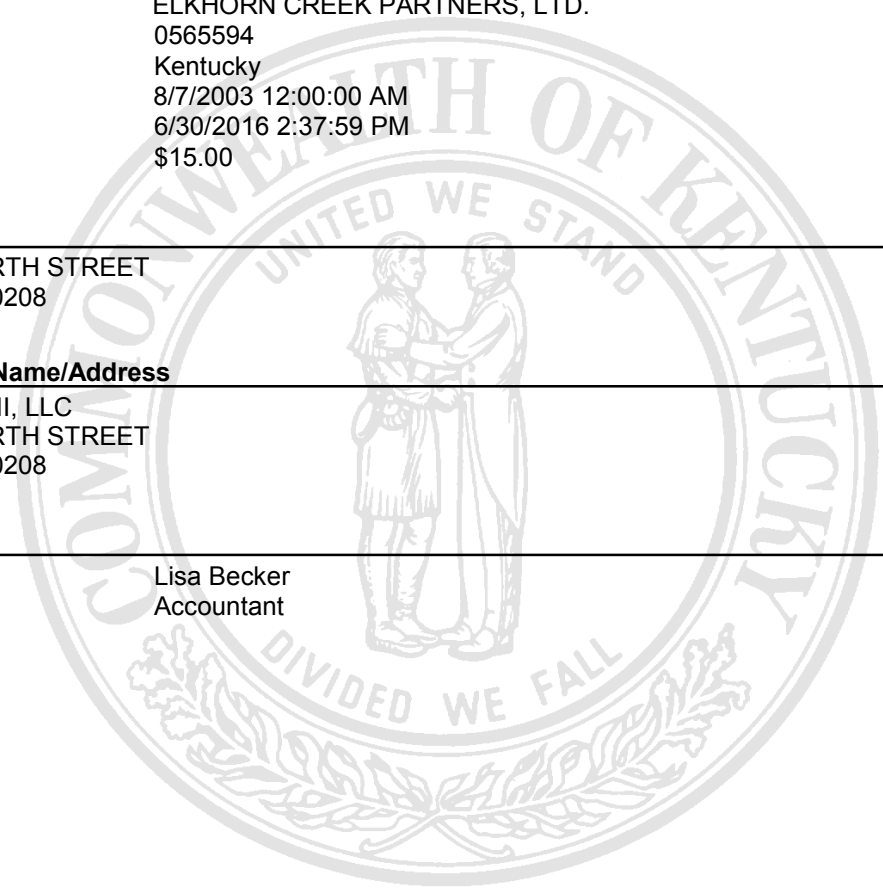 ELKHORN CREEK PARTNERS, LTD.
0565594
Kentucky
8/7/2003 12:00:00 AM
6/30/2016 2:37:59 PM
$15.00
COMMONWEALTH OF KENTUCKY
UNITED WE STAND
RTH STREET
0208
Name/Address
II, LLC
RTH STREET
0208
Lisa Becker
Accountant
DIVIDED WE FALL